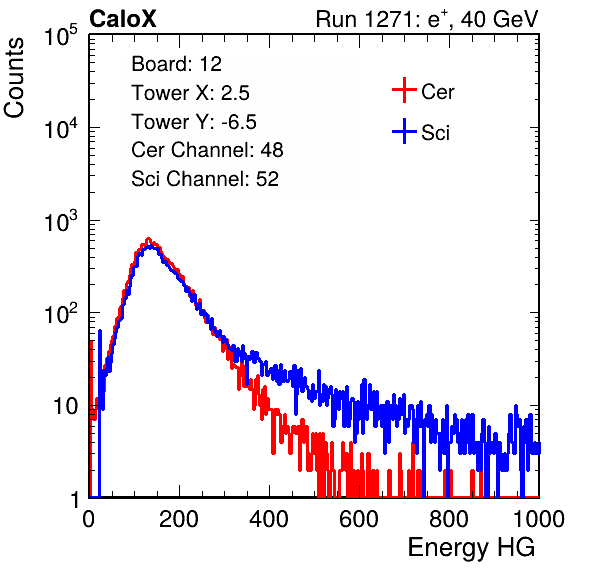 CaloX Run 1271: e⁺, 40 GeV
Counts
10⁵
10⁴
10³
10²
10
1
Board: 12
Tower X: 2.5
Tower Y: -6.5
Cer Channel: 48
Sci Channel: 52
Cer
Sci
0 200 400 600 800 1000
Energy HG